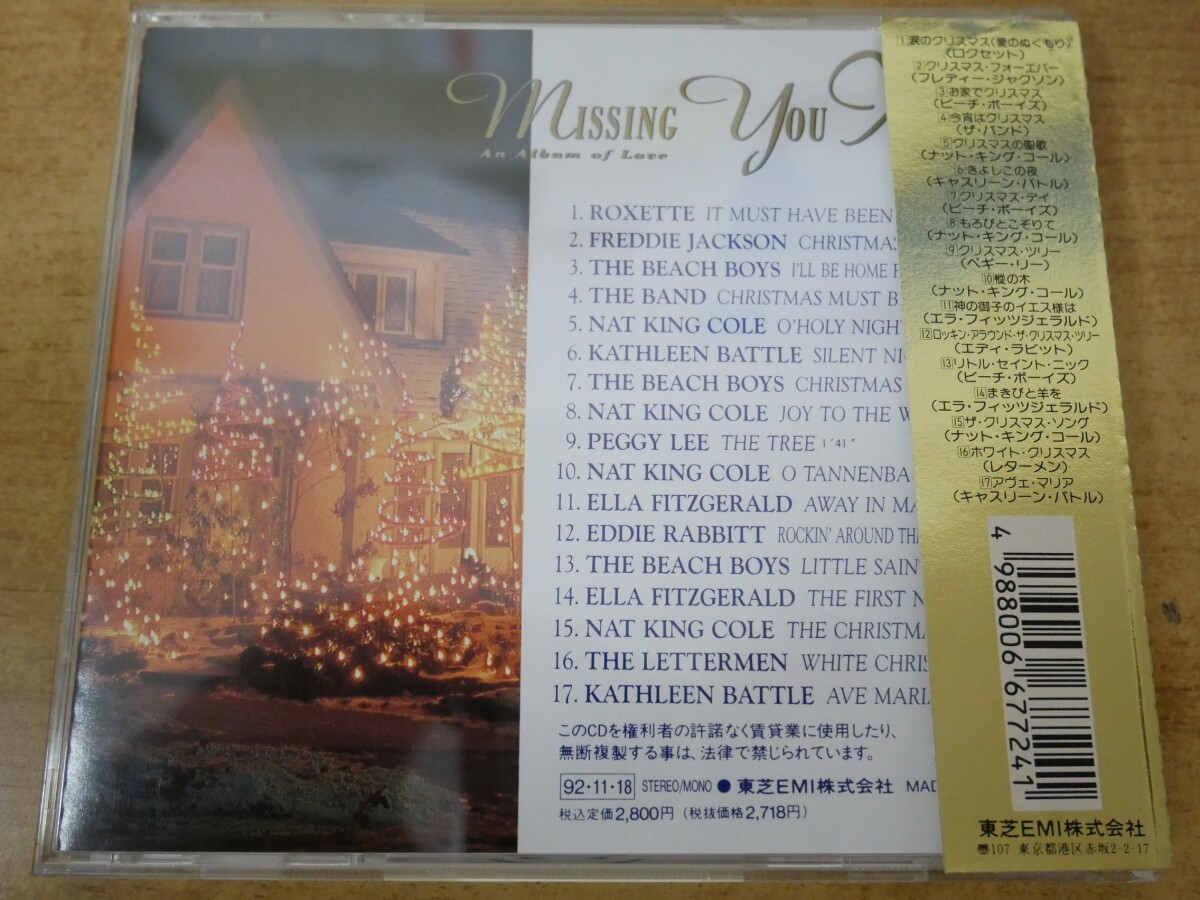 Missing You
An Album of Love
1. ROXETTE IT MUST HAVE BEEN
2. FREDDIE JACKSON CHRISTMAS
3. THE BEACH BOYS I'LL BE HOME F
4. THE BAND CHRISTMAS MUST B
5. NAT KING COLE O'HOLY NIGHT
6. KATHLEEN BATTLE SILENT NI
7. THE BEACH BOYS CHRISTMAS
8. NAT KING COLE JOY TO THE W
9. PEGGY LEE THE TREE 1'41"
10. NAT KING COLE O TANNENBA
11. ELLA FITZGERALD AWAY IN MA
12. EDDIE RABBITT ROCKIN' AROUND TH
13. THE BEACH BOYS LITTLE SAIN
14. ELLA FITZGERALD THE FIRST N
15. NAT KING COLE THE CHRISTMA
16. THE LETTERMEN WHITE CHRIS
17. KATHLEEN BATTLE AVE MARI
このCDを権利者の許諾なく賃貸業に使用したり、
無断複製する事は、法律で禁じられています。
92・11・18 STEREO/MONO ● 東芝EMI株式会社 MAD
税込定価2,800円 (税抜価格2,718円)
1 涙のクリスマス(愛のぬくもり)
(ロクセット)
2 クリスマス・フォーエバー
(フレディー・ジャクソン)
3 お家でクリスマス
(ビーチ・ボーイズ)
4 今宵はクリスマス
(ザ・バンド)
5 クリスマスの聖歌
(ナット・キング・コール)
6 きよしこの夜
(キャスリーン・バトル)
7 クリスマス・デイ
(ビーチ・ボーイズ)
8 もろびとこぞりて
(ナット・キング・コール)
9 クリスマス・ツリー
(ペギー・リー)
10 樅の木
(ナット・キング・コール)
11 神の御子のイエス様は
(エラ・フィッツジェラルド)
12 ロッキン・アラウンド・ザ・クリスマス・ツリー
(エディ・ラビット)
13 リトル・セイント・ニック
(ビーチ・ボーイズ)
14 まきびと羊を
(エラ・フィッツジェラルド)
15 ザ・クリスマス・ソング
(ナット・キング・コール)
16 ホワイト・クリスマス
(レターメン)
17 アヴェ・マリア
(キャスリーン・バトル)
4 988006 677241
東芝EMI株式会社
〠107 東京都港区赤坂2-2-17